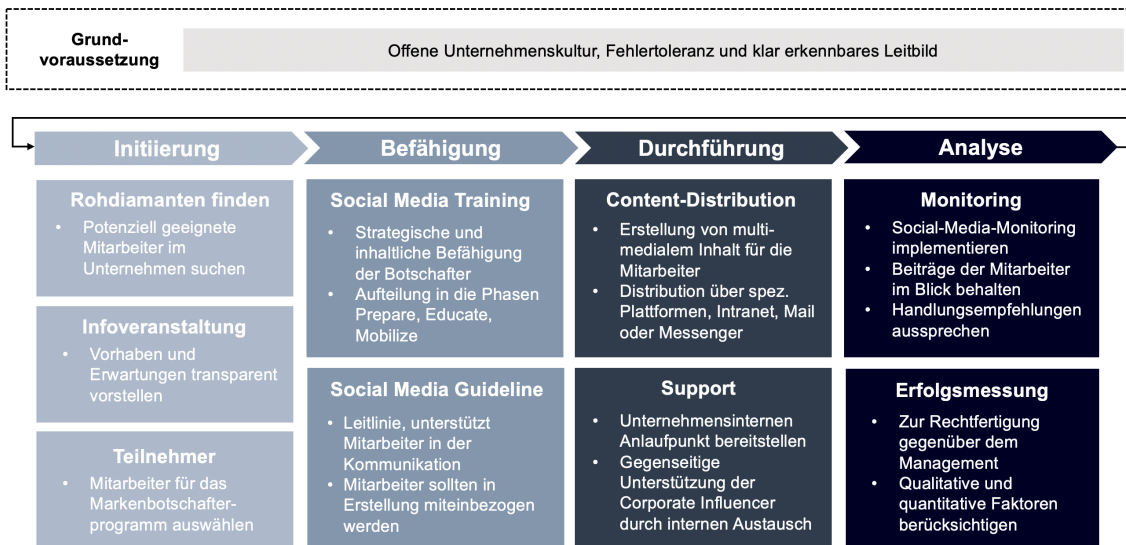 Grund-
voraussetzung
Offene Unternehmenskultur, Fehlertoleranz und klar erkennbares Leitbild
Initiierung
Befähigung
Durchführung
Analyse
Rohdiamanten finden
• Potenziell geeignete
Mitarbeiter im
Unternehmen suchen
Infoveranstaltung
• Vorhaben und
Erwartungen transparent
vorstellen
Teilnehmer
• Mitarbeiter für das
Markenbotschafter-
programm auswählen
Social Media Training
• Strategische und
inhaltliche Befähigung
der Botschafter
• Aufteilung in die Phasen
Prepare, Educate,
Mobilize
Social Media Guideline
• Leitlinie, unterstützt
Mitarbeiter in der
Kommunikation
• Mitarbeiter sollten in
Erstellung miteinbezogen
werden
Content-Distribution
• Erstellung von multi-
medialem Inhalt für die
Mitarbeiter
• Distribution über spez.
Plattformen, Intranet, Mail
oder Messenger
Support
• Unternehmensinternen
Anlaufpunkt bereitstellen
• Gegenseitige
Unterstützung der
Corporate Influencer
durch internen Austausch
Monitoring
• Social-Media-Monitoring
implementieren
• Beiträge der Mitarbeiter
im Blick behalten
• Handlungsempfehlungen
aussprechen
Erfolgsmessung
• Zur Rechtfertigung
gegenüber dem
Management
• Qualitative und
quantitative Faktoren
berücksichtigen